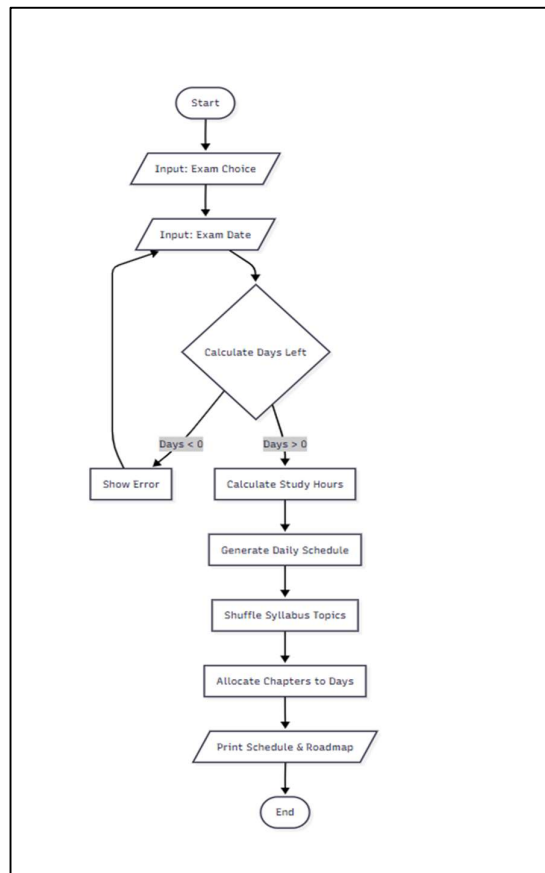 Start
Input: Exam Choice
Input: Exam Date
Calculate Days Left
Days < 0
Days > 0
Show Error
Calculate Study Hours
Generate Daily Schedule
Shuffle Syllabus Topics
Allocate Chapters to Days
Print Schedule & Roadmap
End